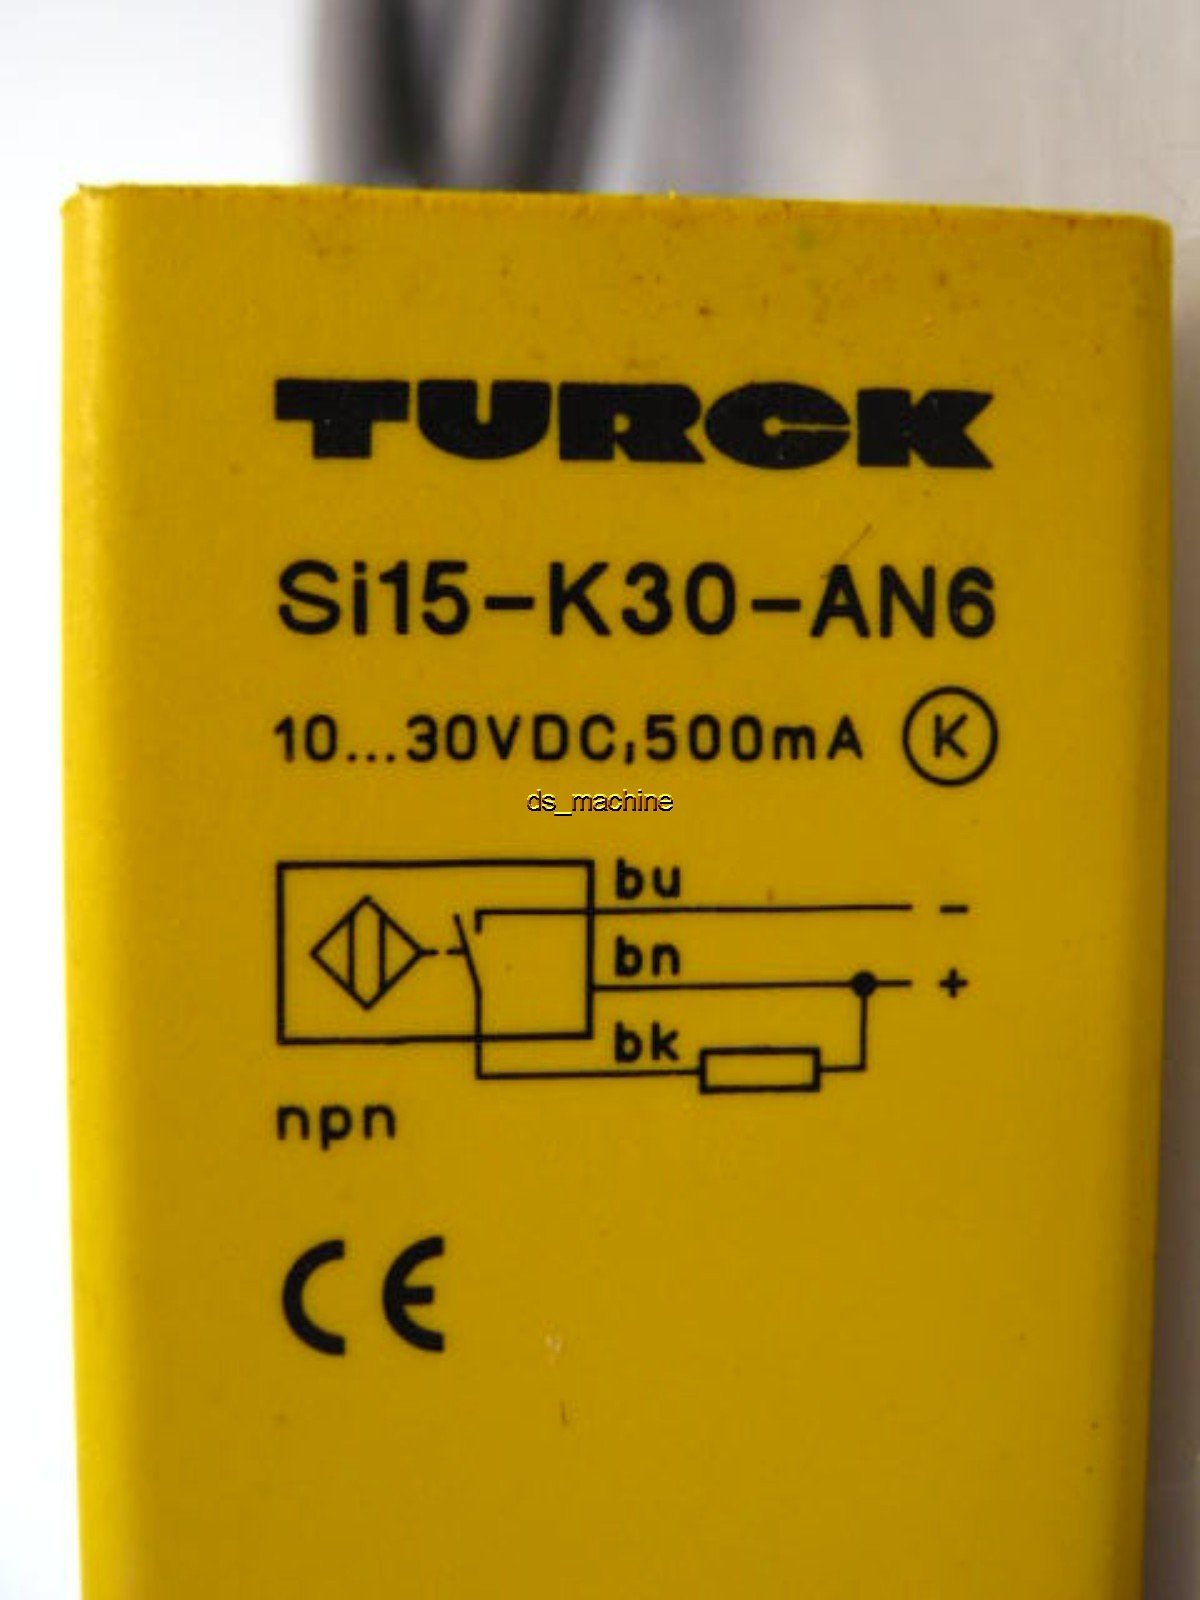 TURCK
Si15-K30-AN6
10...30VDC,500mA K
ds_machine
bu -
bn +
bk
npn
CE